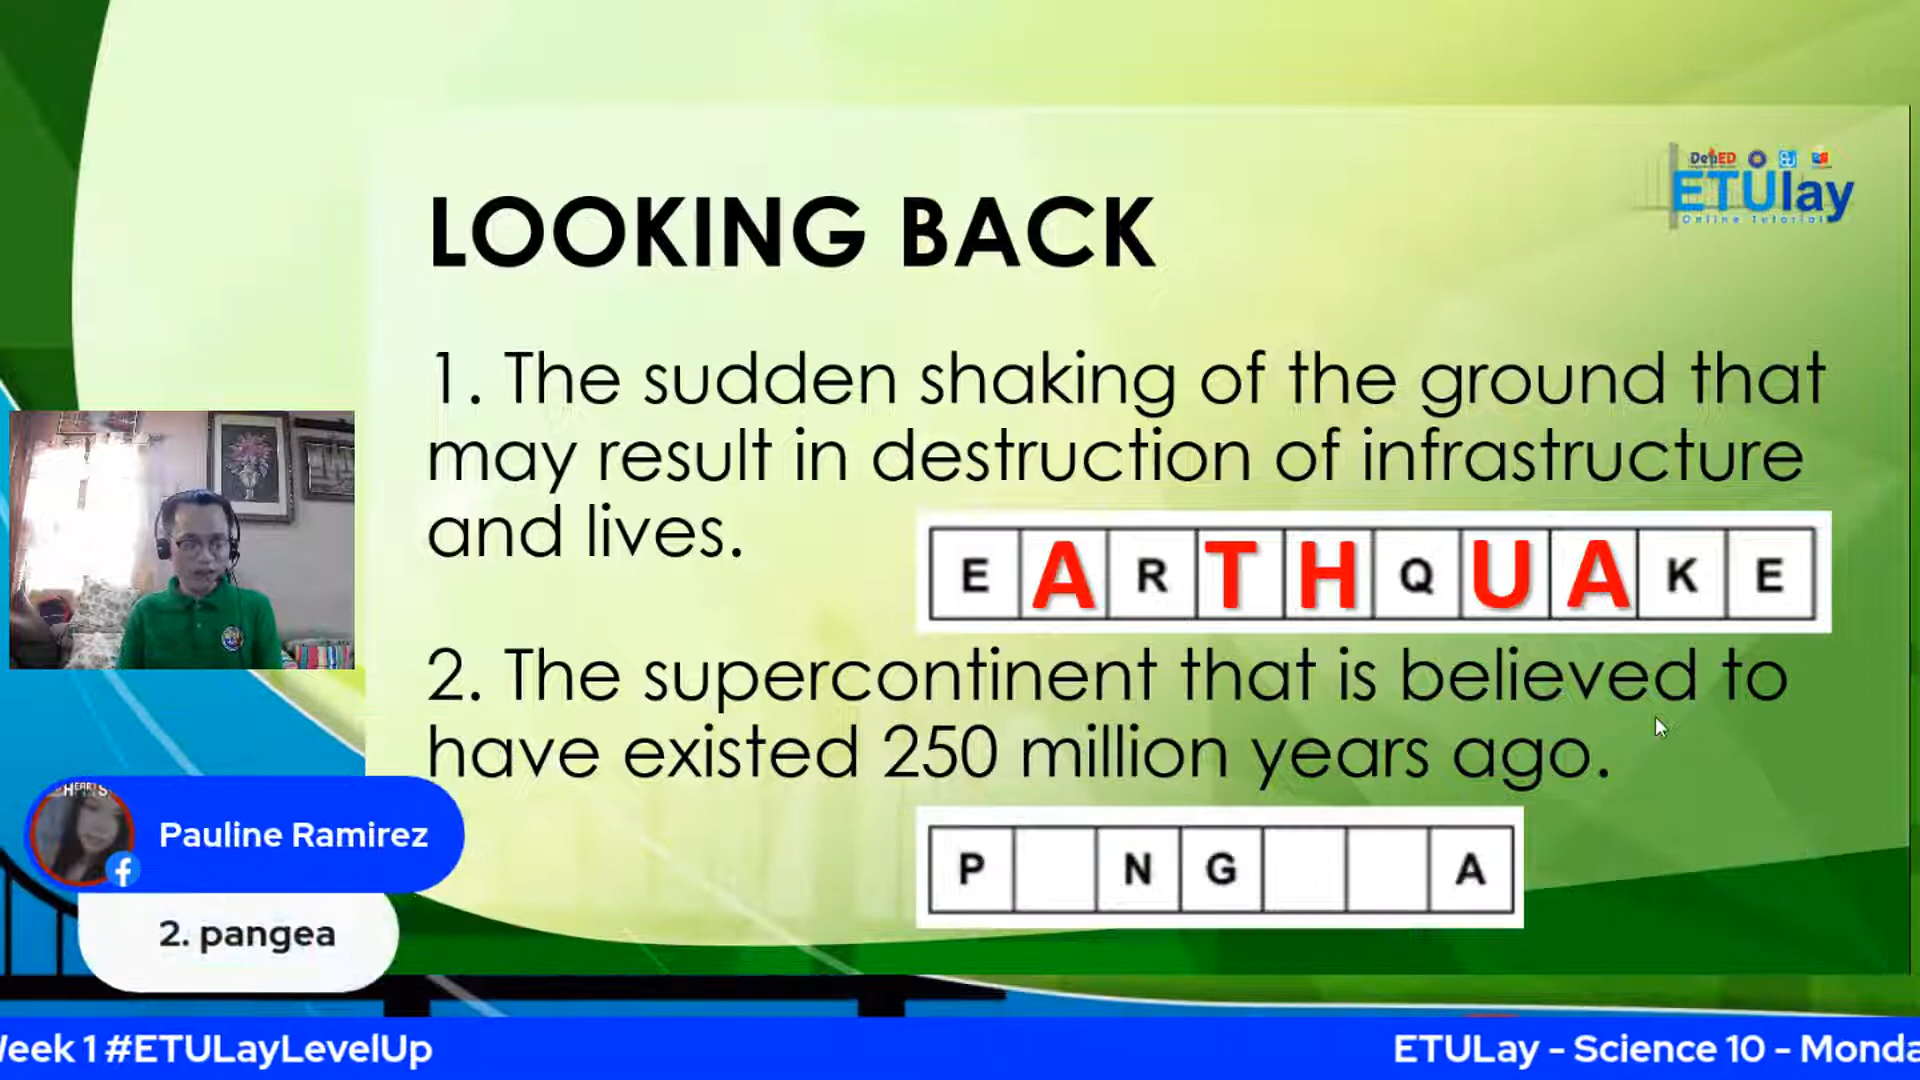 DepED
ETUlay
Online Tutorial
LOOKING BACK
1. The sudden shaking of the ground that
may result in destruction of infrastructure
and lives.
E A R T H Q U A K E
2. The supercontinent that is believed to
have existed 250 million years ago.
P N G A
HEARTS
Pauline Ramirez
2. pangea
Week 1 #ETULayLevelUp
ETULay - Science 10 - Monda